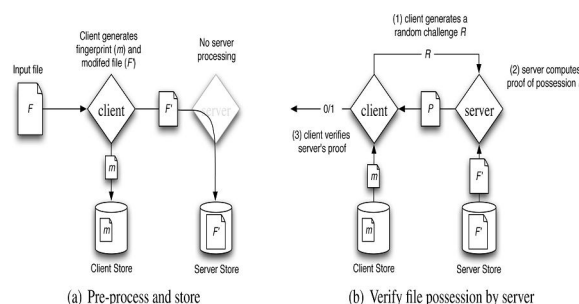 Client generates
fingerprint (m) and
modifed file (F')
No server
processing
Input file
F
client
F'
server
m
m
F'
Client Store
Server Store
(a) Pre-process and store
(1) client generates a
random challenge R
R
(2) server computes
proof of possession
0/1
client
P
server
(3) client verifies
server's proof
m
F'
m
F'
Client Store
Server Store
(b) Verify file possession by server